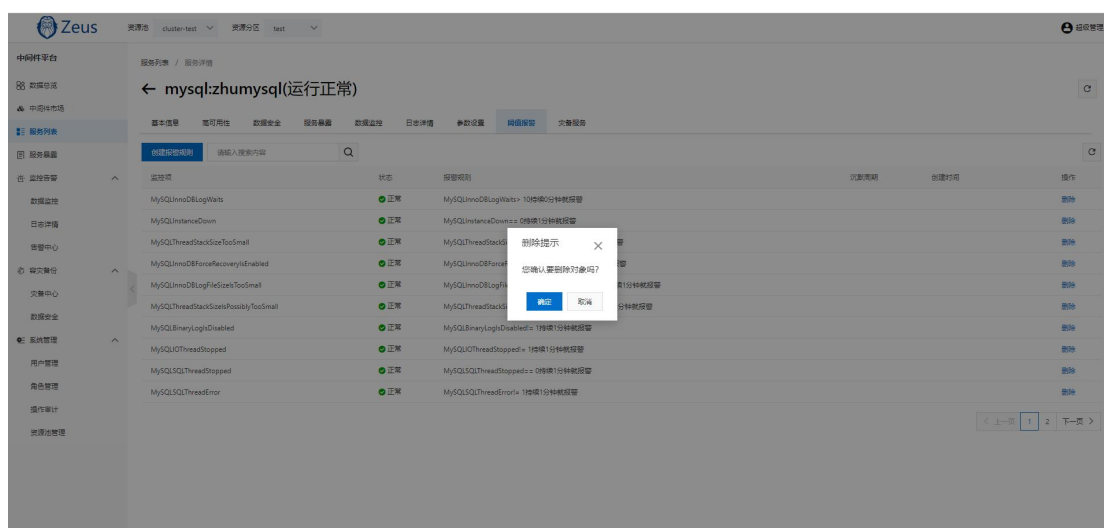 Zeus 资源池 cluster-test 资源分区 test 超级管理
中间件平台
数据总览
中间件市场
服务列表
服务暴露
监控告警
数据监控
日志详情
告警中心
容灾备份
灾备中心
数据安全
系统管理
用户管理
角色管理
操作审计
资源池管理
服务列表 / 服务详情
← mysql:zhumysql(运行正常)
基本信息 高可用性 数据安全 服务暴露 数据监控 日志详情 参数设置 阈值报警 灾备服务
创建报警规则 请输入搜索内容
监控项 状态 报警规则 沉默周期 创建时间 操作
MySQLInnoDBLogWaits 正常 MySQLInnoDBLogWaits> 10持续0分钟就报警 删除
MySQLInstanceDown 正常 MySQLInstanceDown== 0持续1分钟就报警 删除
MySQLThreadStackSizeTooSmall 正常 MySQLThreadStackS 删除
MySQLInnoDBForceRecoveryIsEnabled 正常 MySQLInnoDBForce 删除
MySQLInnoDBLogFileSizeIsTooSmall 正常 MySQLInnoDBLogFil 1分钟就报警 删除
MySQLThreadStackSizeIsPossiblyTooSmall 正常 MySQLThreadStackS 分钟就报警 删除
MySQLBinaryLogIsDisabled 正常 MySQLBinaryLogIsDisabled!= 1持续1分钟就报警 删除
MySQLIOThreadStopped 正常 MySQLIOThreadStopped!= 1持续1分钟就报警 删除
MySQLSQLThreadStopped 正常 MySQLSQLThreadStopped== 0持续1分钟就报警 删除
MySQLSQLThreadError 正常 MySQLSQLThreadError!= 1持续1分钟就报警 删除
删除提示
您确认要删除对象吗?
确定 取消
< 上一页 1 2 下一页 >